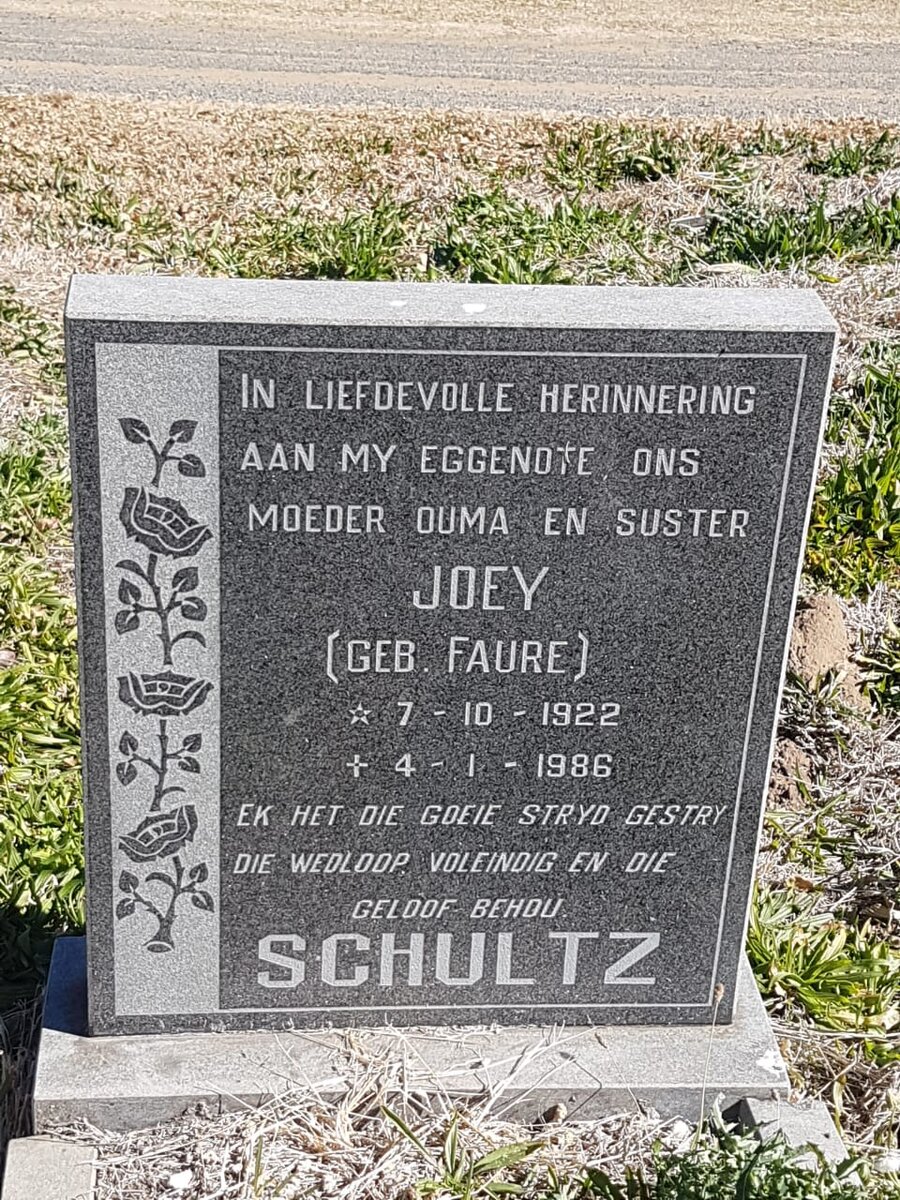 IN LIEFDEVOLLE HERINNERING
AAN MY EGGENOTE ONS
MOEDER OUMA EN SUSTER
JOEY
(GEB. FAURE)
☆ 7 - 10 - 1922
+ 4 - 1 - 1986
EK HET DIE GOEIE STRYD GESTRY
DIE WEDLOOP, VOLEINDIG EN DIE
GELOOF BEHOU.
SCHULTZ